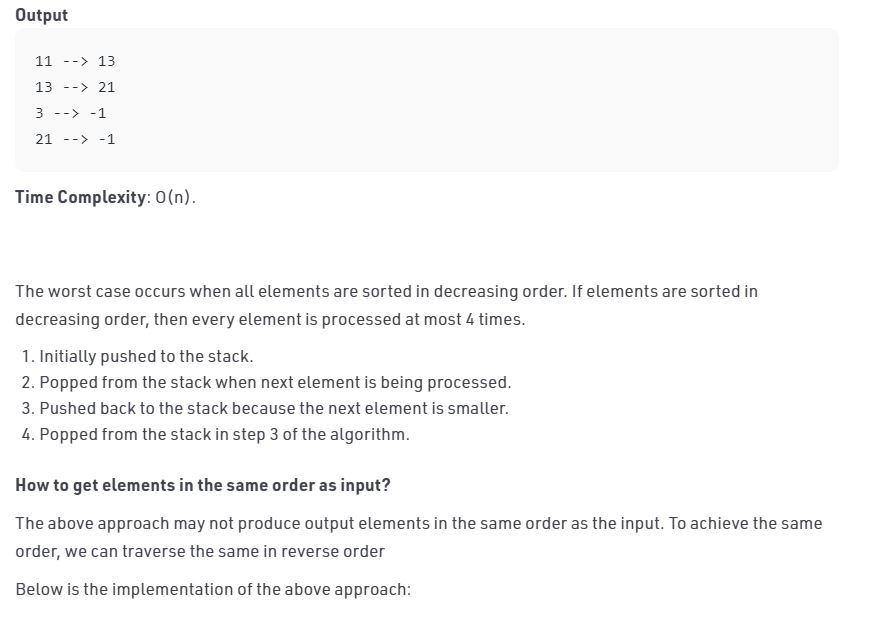 Output
11 --> 13
13 --> 21
3 --> -1
21 --> -1
Time Complexity: O(n).
The worst case occurs when all elements are sorted in decreasing order. If elements are sorted in
decreasing order, then every element is processed at most 4 times.
1. Initially pushed to the stack.
2. Popped from the stack when next element is being processed.
3. Pushed back to the stack because the next element is smaller.
4. Popped from the stack in step 3 of the algorithm.
How to get elements in the same order as input?
The above approach may not produce output elements in the same order as the input. To achieve the same
order, we can traverse the same in reverse order
Below is the implementation of the above approach: